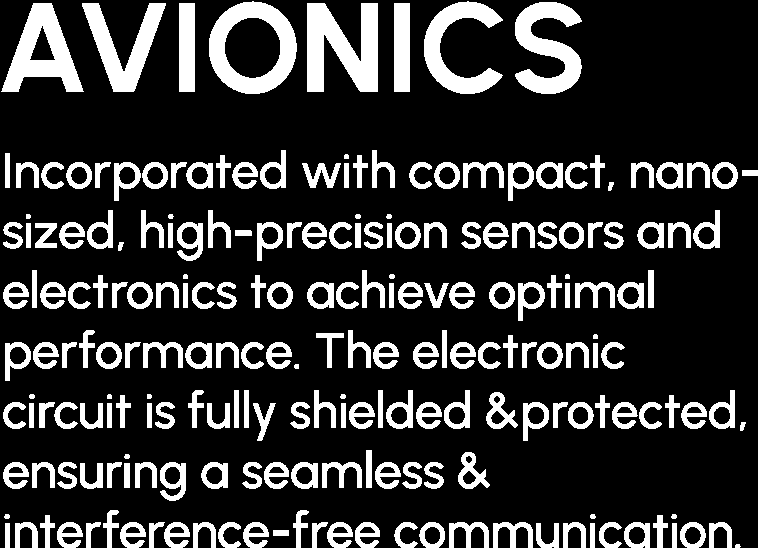 AVIONICS
Incorporated with compact, nano-
sized, high-precision sensors and
electronics to achieve optimal
performance. The electronic
circuit is fully shielded &protected,
ensuring a seamless &
interference-free communication.